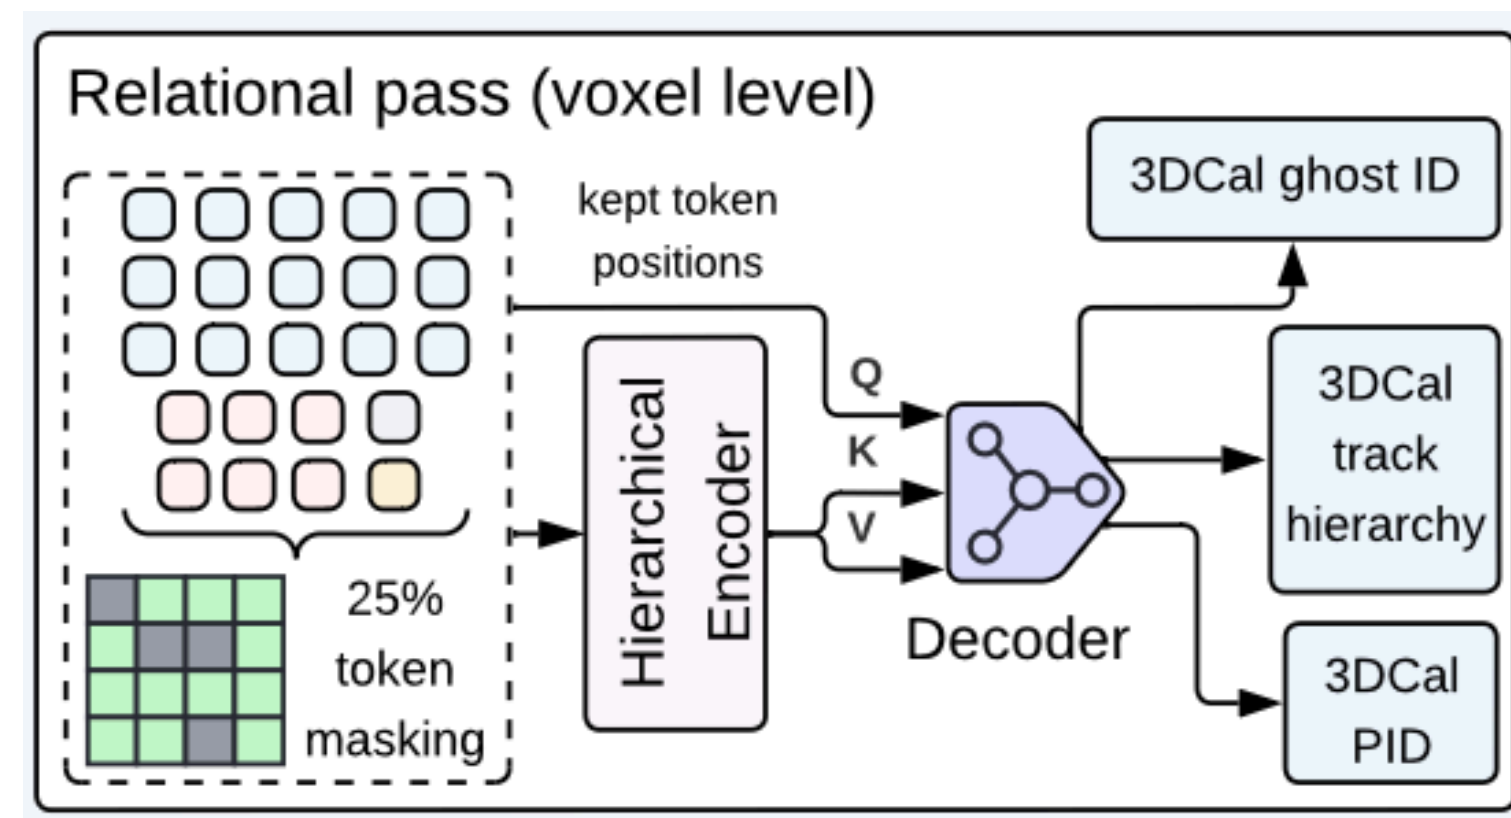 Relational pass (voxel level)
kept token
positions
25%
token
masking
Hierarchical
Encoder
Q
K
V
Decoder
3DCal ghost ID
3DCal
track
hierarchy
3DCal
PID